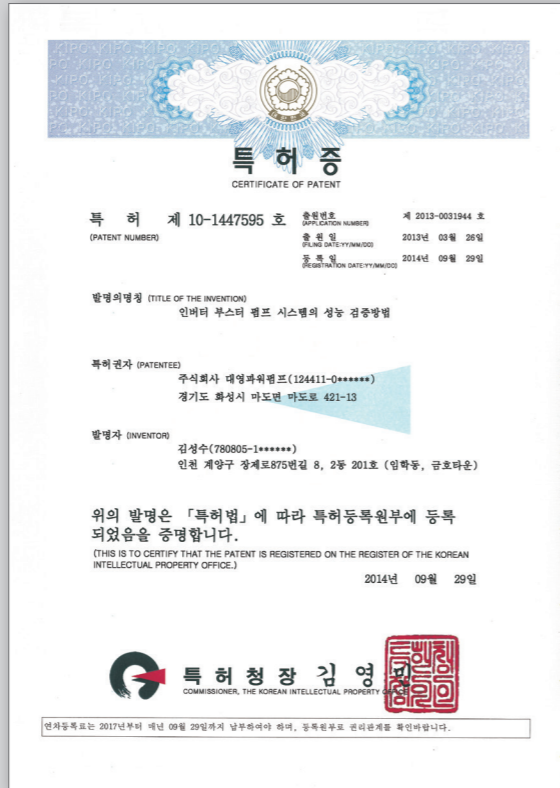 대한민국
특허증
CERTIFICATE OF PATENT
특 허 제 10-1447595 호
(PATENT NUMBER)
출원번호 제 2013-0031944 호
(APPLICATION NUMBER)
출 원 일 2013년 03월 26일
(FILING DATE:YY/MM/DD)
등 록 일 2014년 09월 29일
(REGISTRATION DATE:YY/MM/DD)
발명의명칭 (TITLE OF THE INVENTION)
인버터 부스터 펌프 시스템의 성능 검증방법
특허권자 (PATENTEE)
주식회사 대영파워펌프(124411-0******)
경기도 화성시 마도면 마도로 421-13
발명자 (INVENTOR)
김성수(780805-1******)
인천 계양구 장제로875번길 8, 2동 201호 (임학동, 금호타운)
위의 발명은 「특허법」에 따라 특허등록원부에 등록
되었음을 증명합니다.
(THIS IS TO CERTIFY THAT THE PATENT IS REGISTERED ON THE REGISTER OF THE KOREAN
INTELLECTUAL PROPERTY OFFICE.)
2014년 09월 29일
특허청장 김영민
COMMISSIONER, THE KOREAN INTELLECTUAL PROPERTY OFFICE
연차등록료는 2017년부터 매년 09월 29일까지 납부하여야 하며, 등록원부로 권리관계를 확인바랍니다.